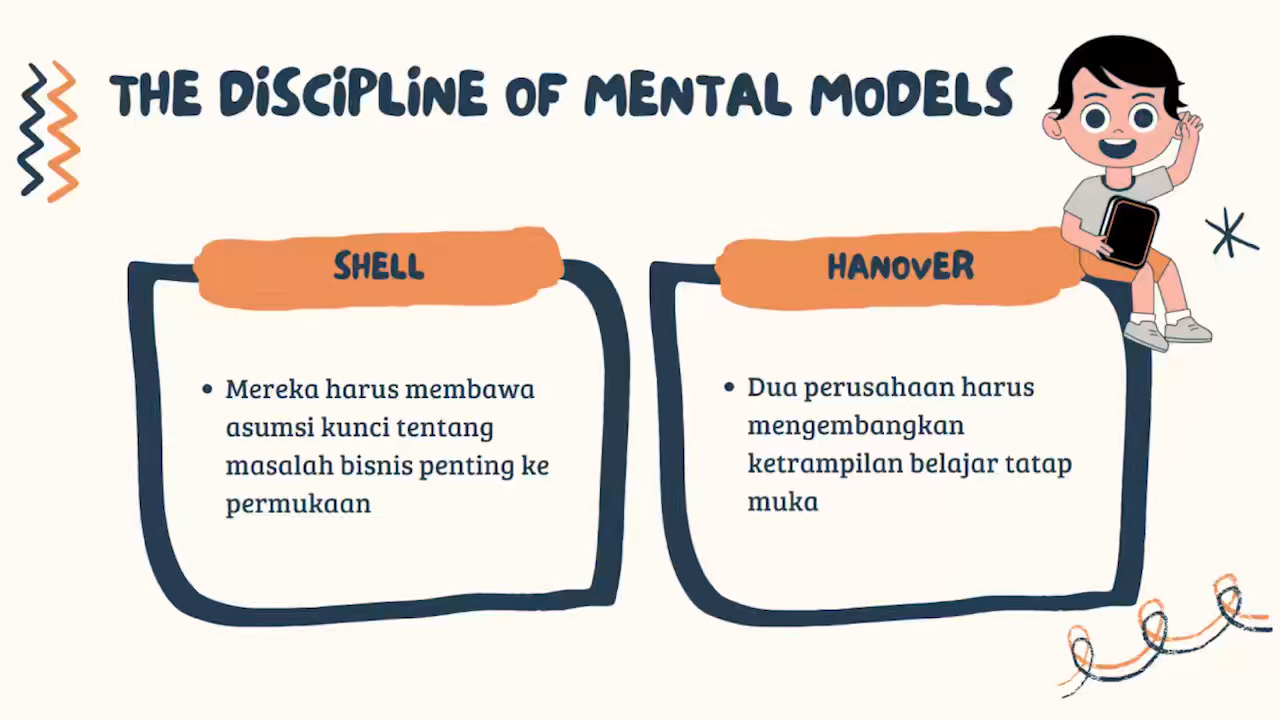 THE DISCIPLINE OF MENTAL MODELS
SHELL
• Mereka harus membawa
asumsi kunci tentang
masalah bisnis penting ke
permukaan
HANOVER
• Dua perusahaan harus
mengembangkan
ketrampilan belajar tatap
muka